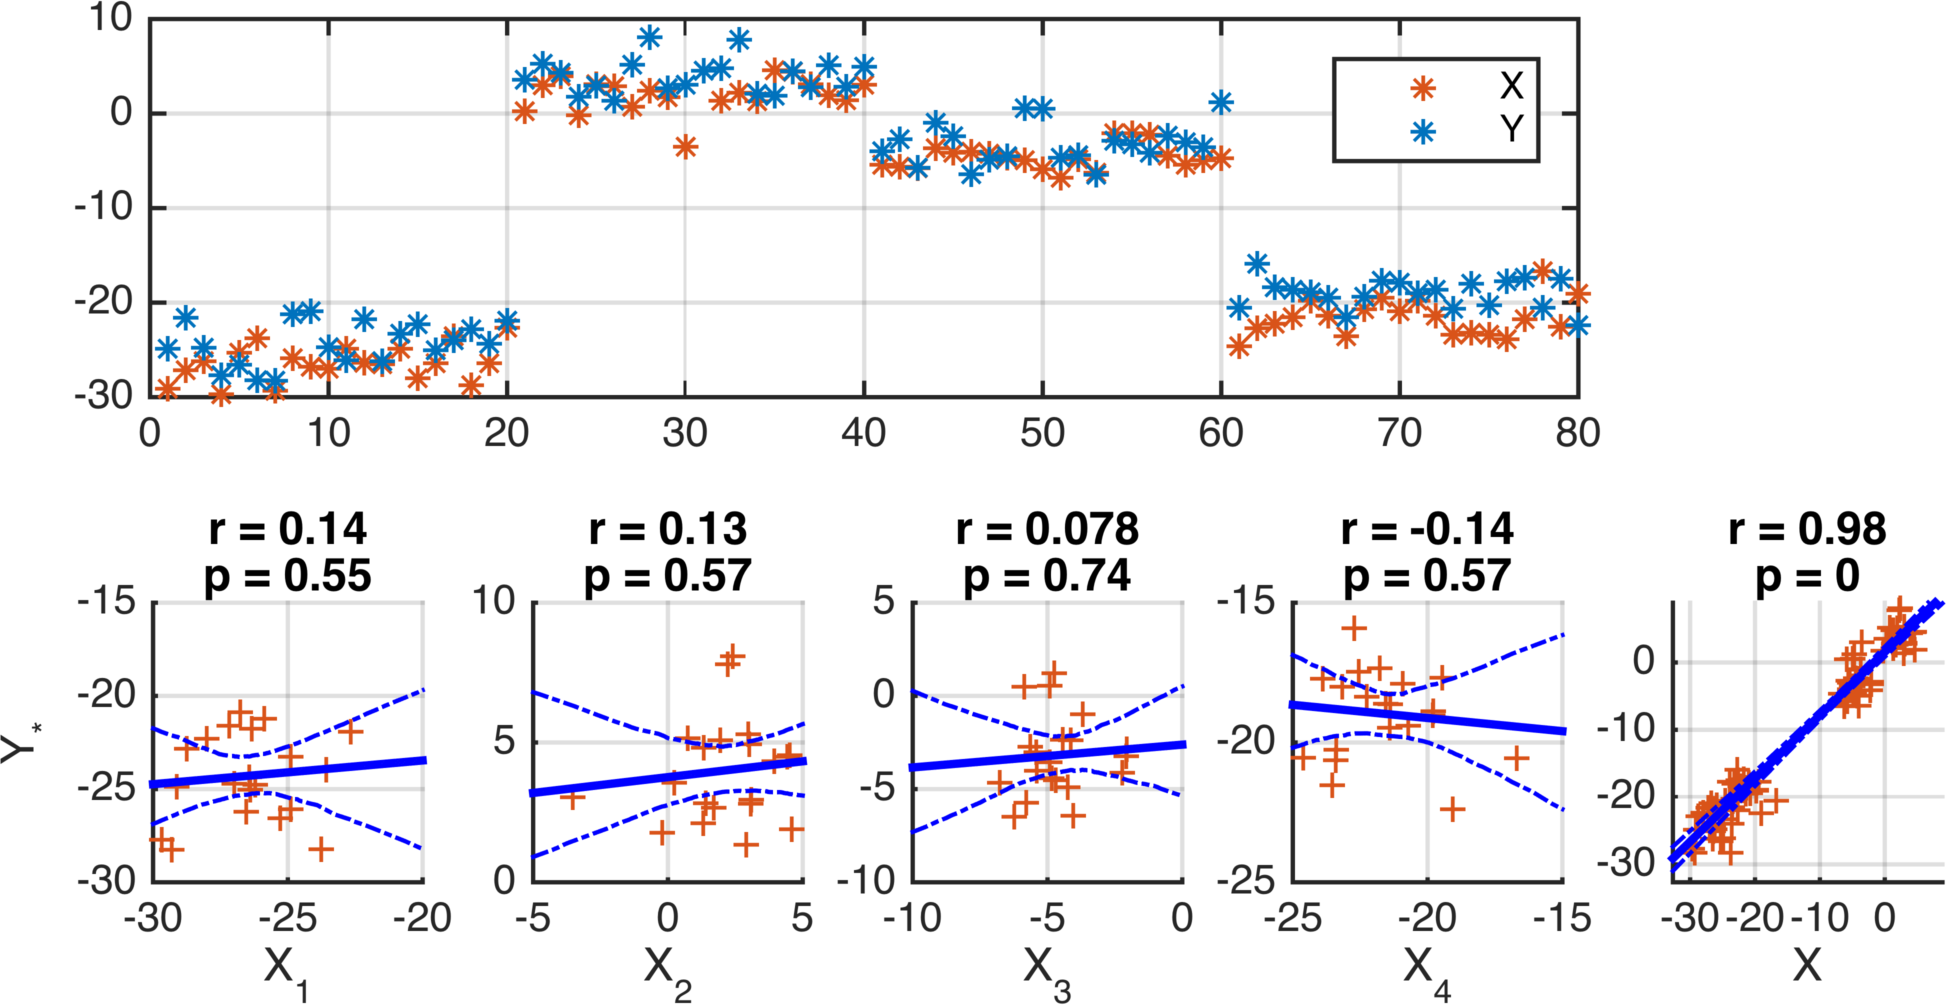 10
0
-10
-20
-30
0 10 20 30 40 50 60 70 80
X
Y
r = 0.14
p = 0.55
r = 0.13
p = 0.57
r = 0.078
p = 0.74
r = -0.14
p = 0.57
r = 0.98
p = 0
Y*
-15
-20
-25
-30
-30 -25 -20
X1
10
5
0
-5 0 5
X2
5
0
-5
-10
-10 -5 0
X3
-15
-20
-25
-25 -20 -15
X4
0
-10
-20
-30
-30 -20 -10 0
X